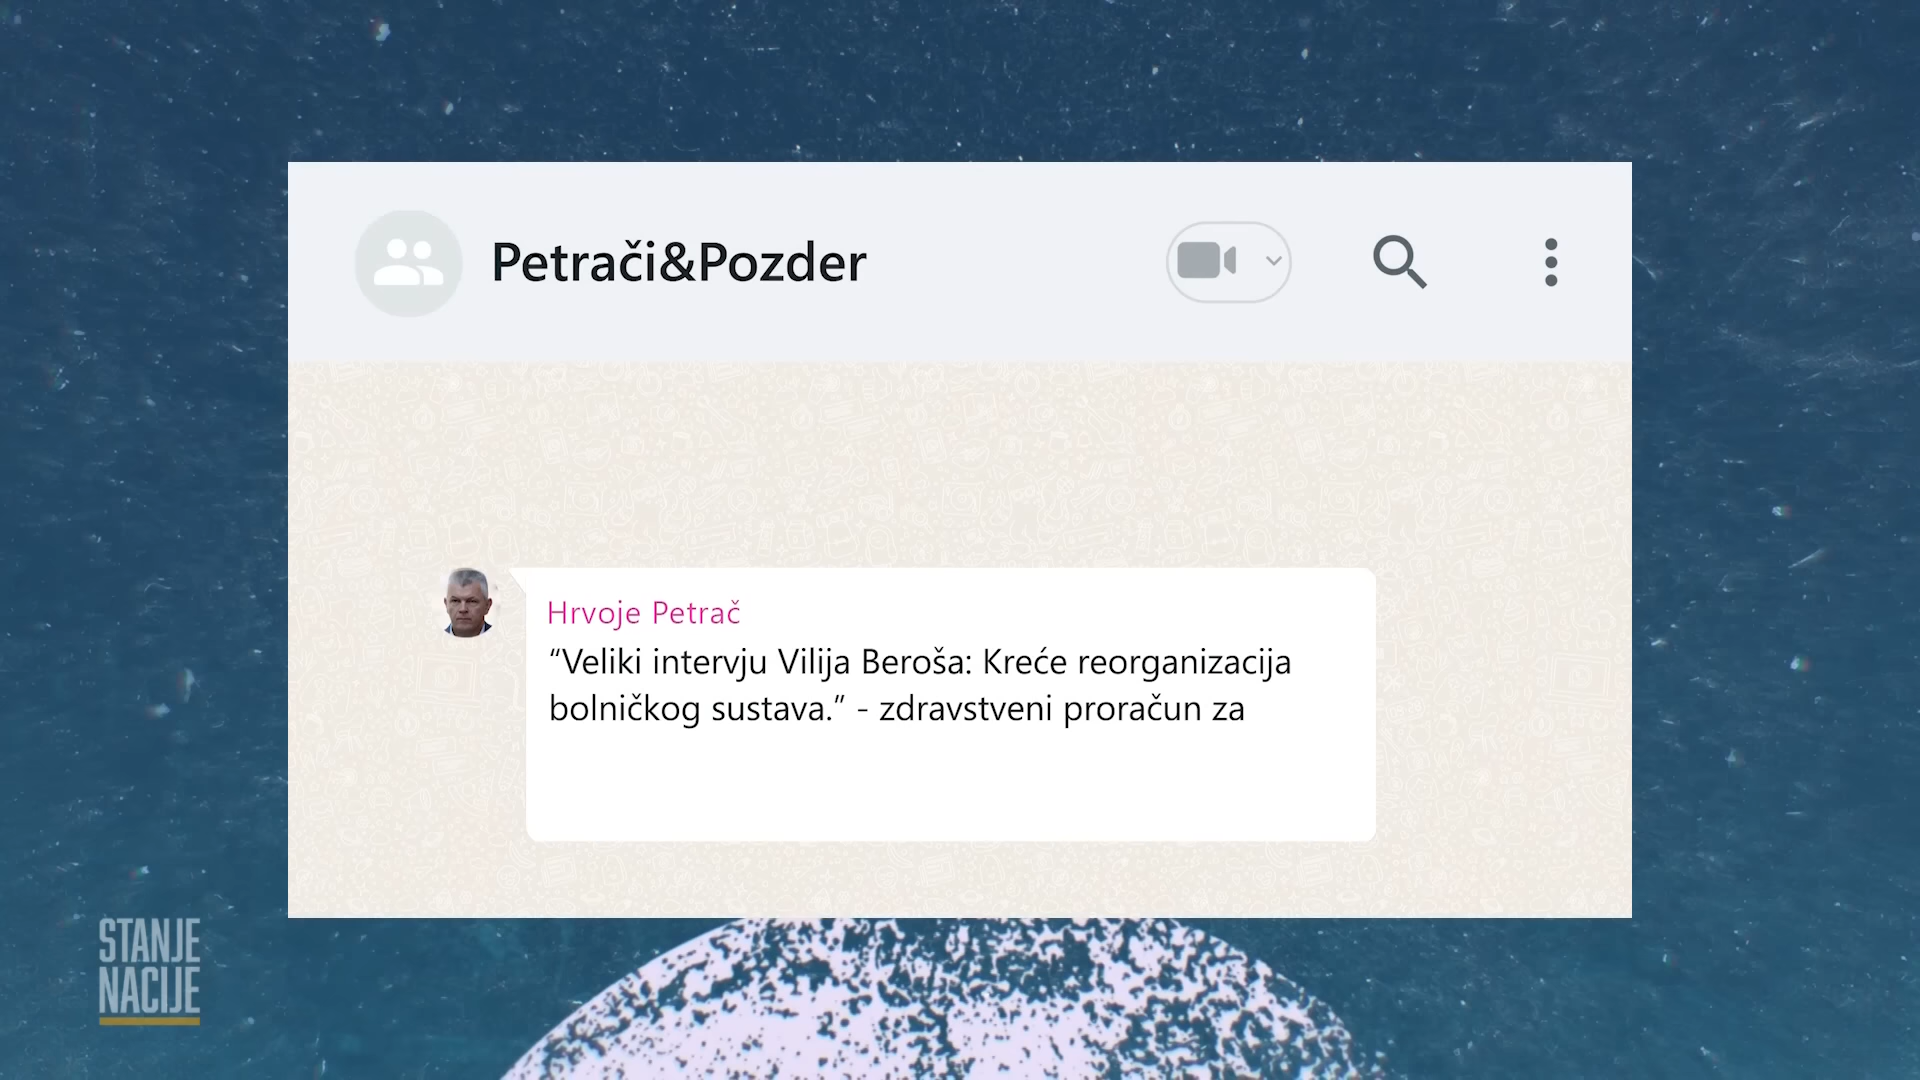 Petrači&Pozder
Hrvoje Petrač
“Veliki intervju Vilija Beroša: Kreće reorganizacija
bolničkog sustava.” - zdravstveni proračun za
STANJE
NACIJE